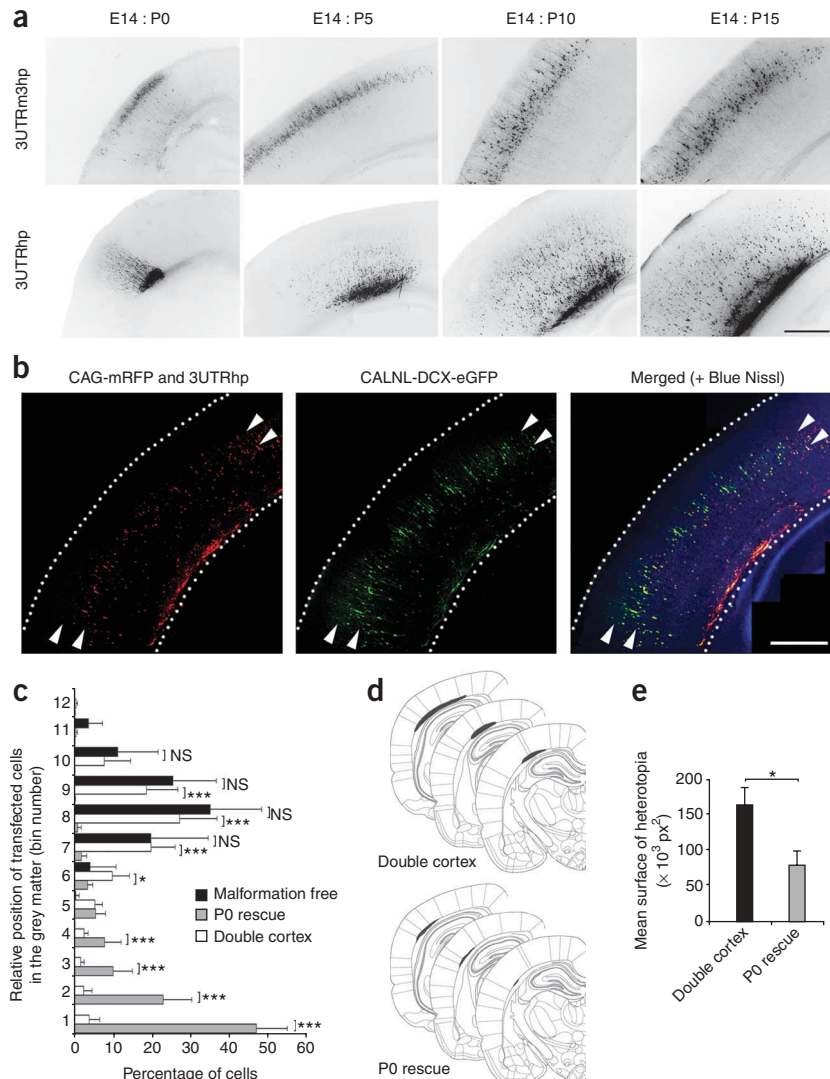 a
E14 : P0
E14 : P5
E14 : P10
E14 : P15
3UTRm3hp
3UTRhp
b
CAG-mRFP and 3UTRhp
CALNL-DCX-eGFP
Merged (+ Blue Nissl)
c
Relative position of transfected cells
in the grey matter (bin number)
12
11
10
NS
9
NS
***
8
NS
***
7
NS
***
6
*
5
4
***
3
***
2
***
1
***
Malformation free
P0 rescue
Double cortex
0 10 20 30 40 50 60
Percentage of cells
d
Double cortex
P0 rescue
e
Mean surface of heterotopia
(× 10³ px²)
200
150
100
50
0
*
Double cortex
P0 rescue